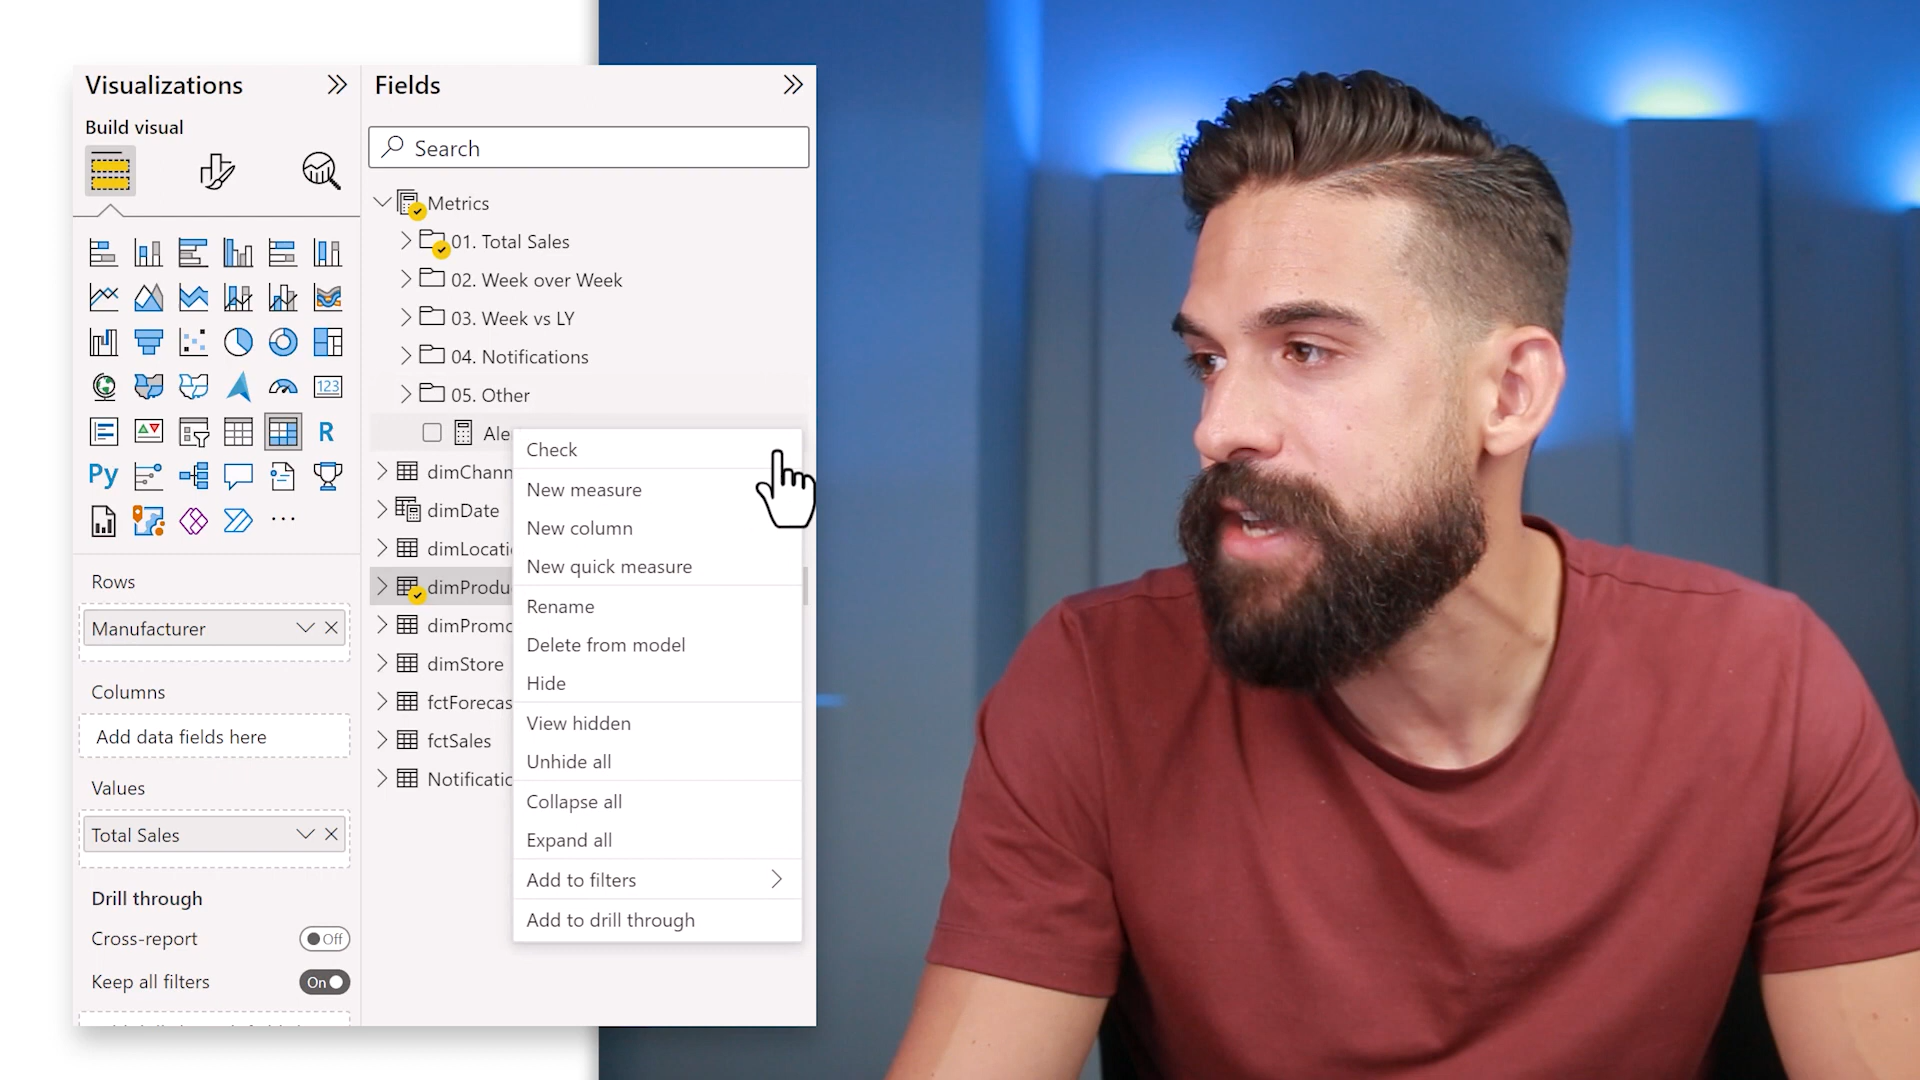 Visualizations
Build visual
123
R
Py
Rows
Manufacturer
Columns
Add data fields here
Values
Total Sales
Drill through
Cross-report
Off
Keep all filters
On
Fields
Search
Metrics
01. Total Sales
02. Week over Week
03. Week vs LY
04. Notifications
05. Other
Ale
dimChann
dimDate
dimLocati
dimProdu
dimPromo
dimStore
fctForecas
fctSales
Notificatic
Check
New measure
New column
New quick measure
Rename
Delete from model
Hide
View hidden
Unhide all
Collapse all
Expand all
Add to filters
Add to drill through